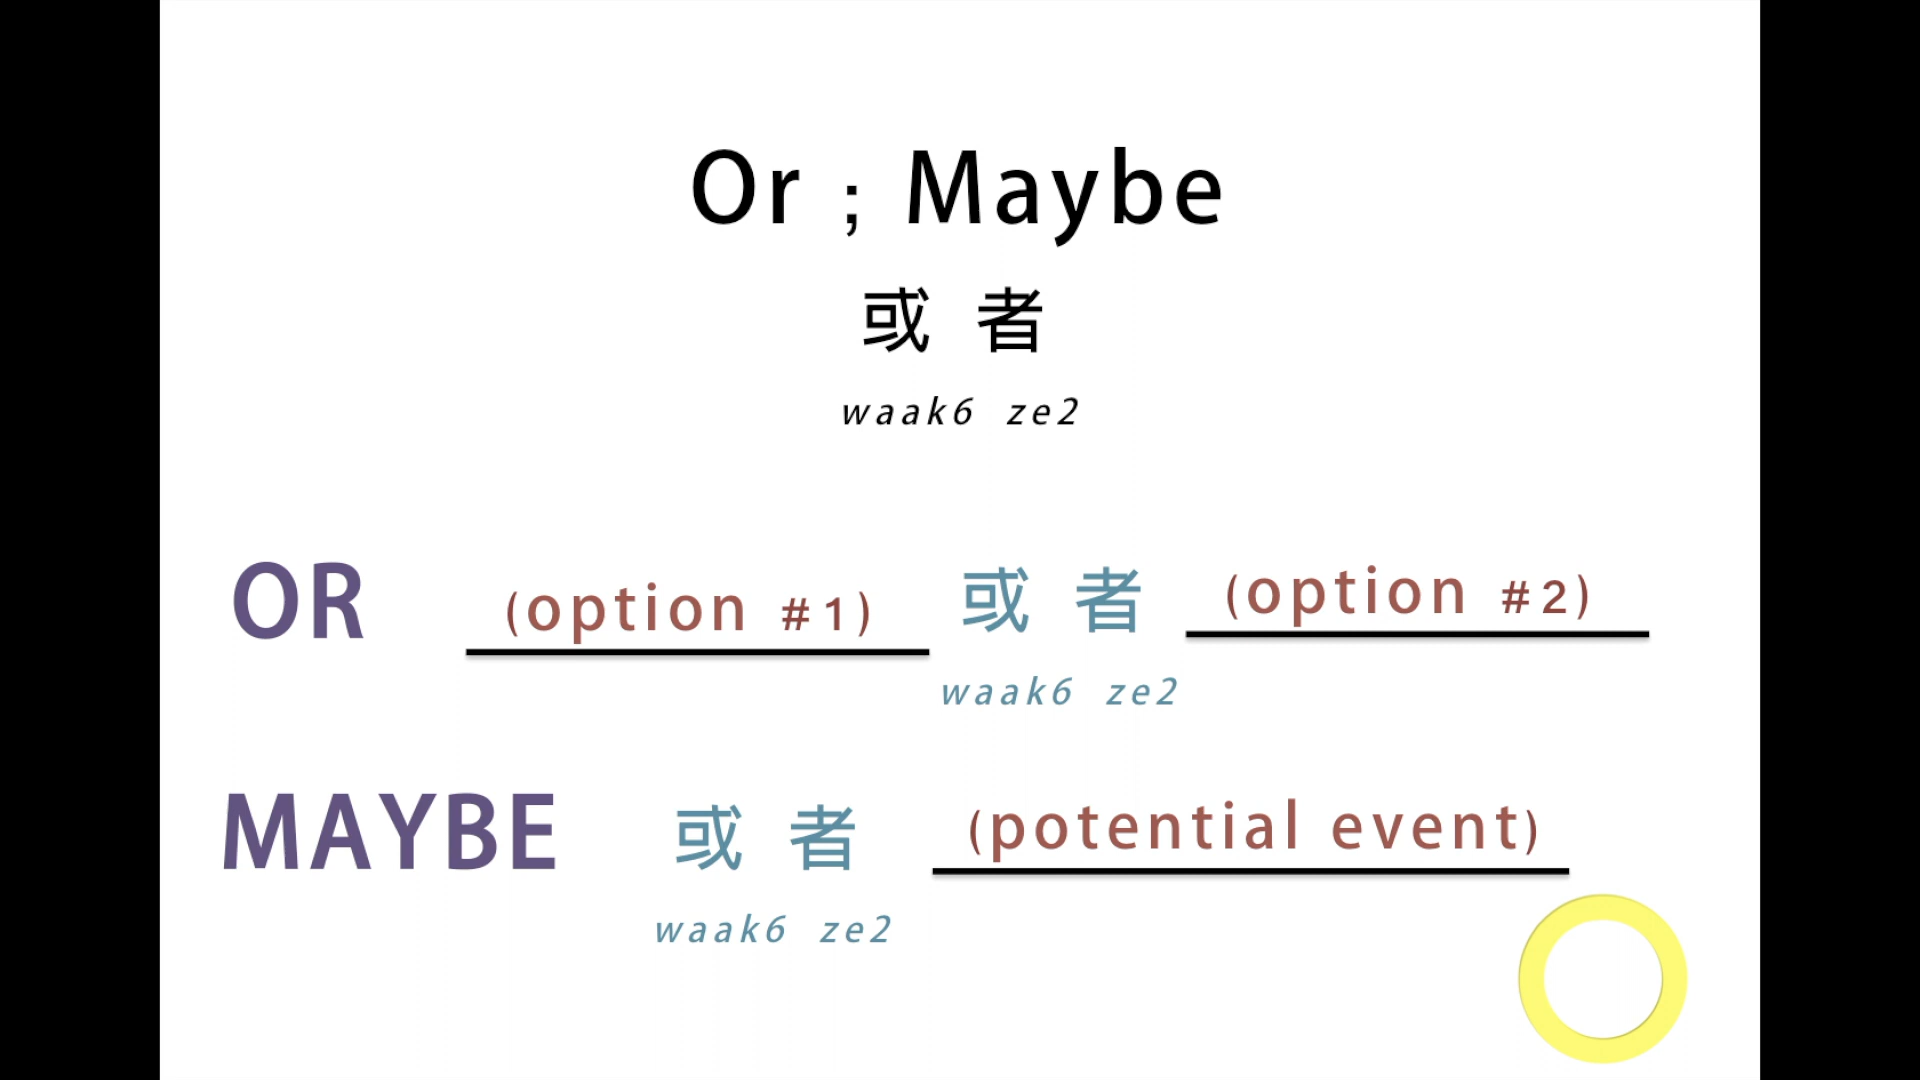 Or ; Maybe
或 者
waak6 ze2
OR (option #1) 或 者 (option #2)
waak6 ze2
MAYBE 或 者 (potential event)
waak6 ze2